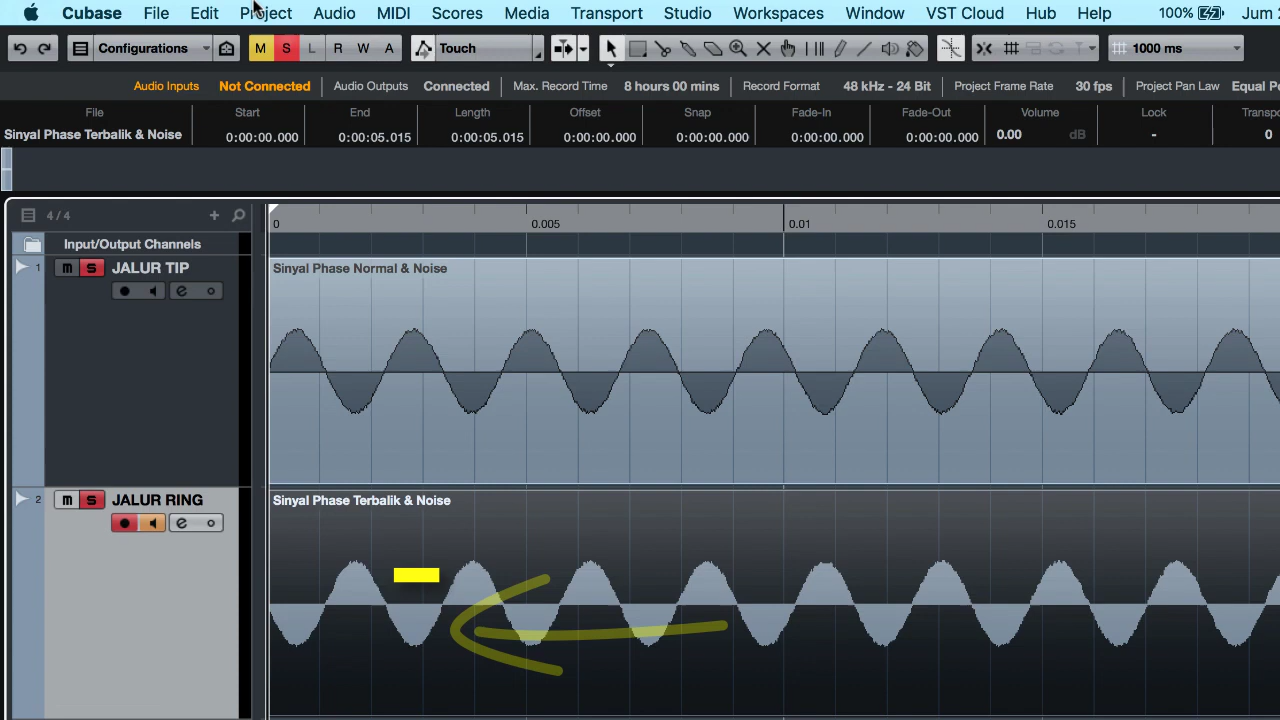 Cubase File Edit Project Audio MIDI Scores Media Transport Studio Workspaces Window VST Cloud Hub Help 100% Jum
Configurations M S L R W A Touch 1000 ms
Audio Inputs Not Connected Audio Outputs Connected Max. Record Time 8 hours 00 mins Record Format 48 kHz - 24 Bit Project Frame Rate 30 fps Project Pan Law Equal
File Start End Length Offset Snap Fade-In Fade-Out Volume Lock
Sinyal Phase Terbalik & Noise 0:00:00.000 0:00:05.015 0:00:05.015 0:00:00.000 0:00:00.000 0:00:00.000 0:00:00.000 0.00 dB - 0
4 / 4 0 0.005 0.01 0.015
Input/Output Channels
1 m S JALUR TIP Sinyal Phase Normal & Noise
e
2 m S JALUR RING Sinyal Phase Terbalik & Noise
e